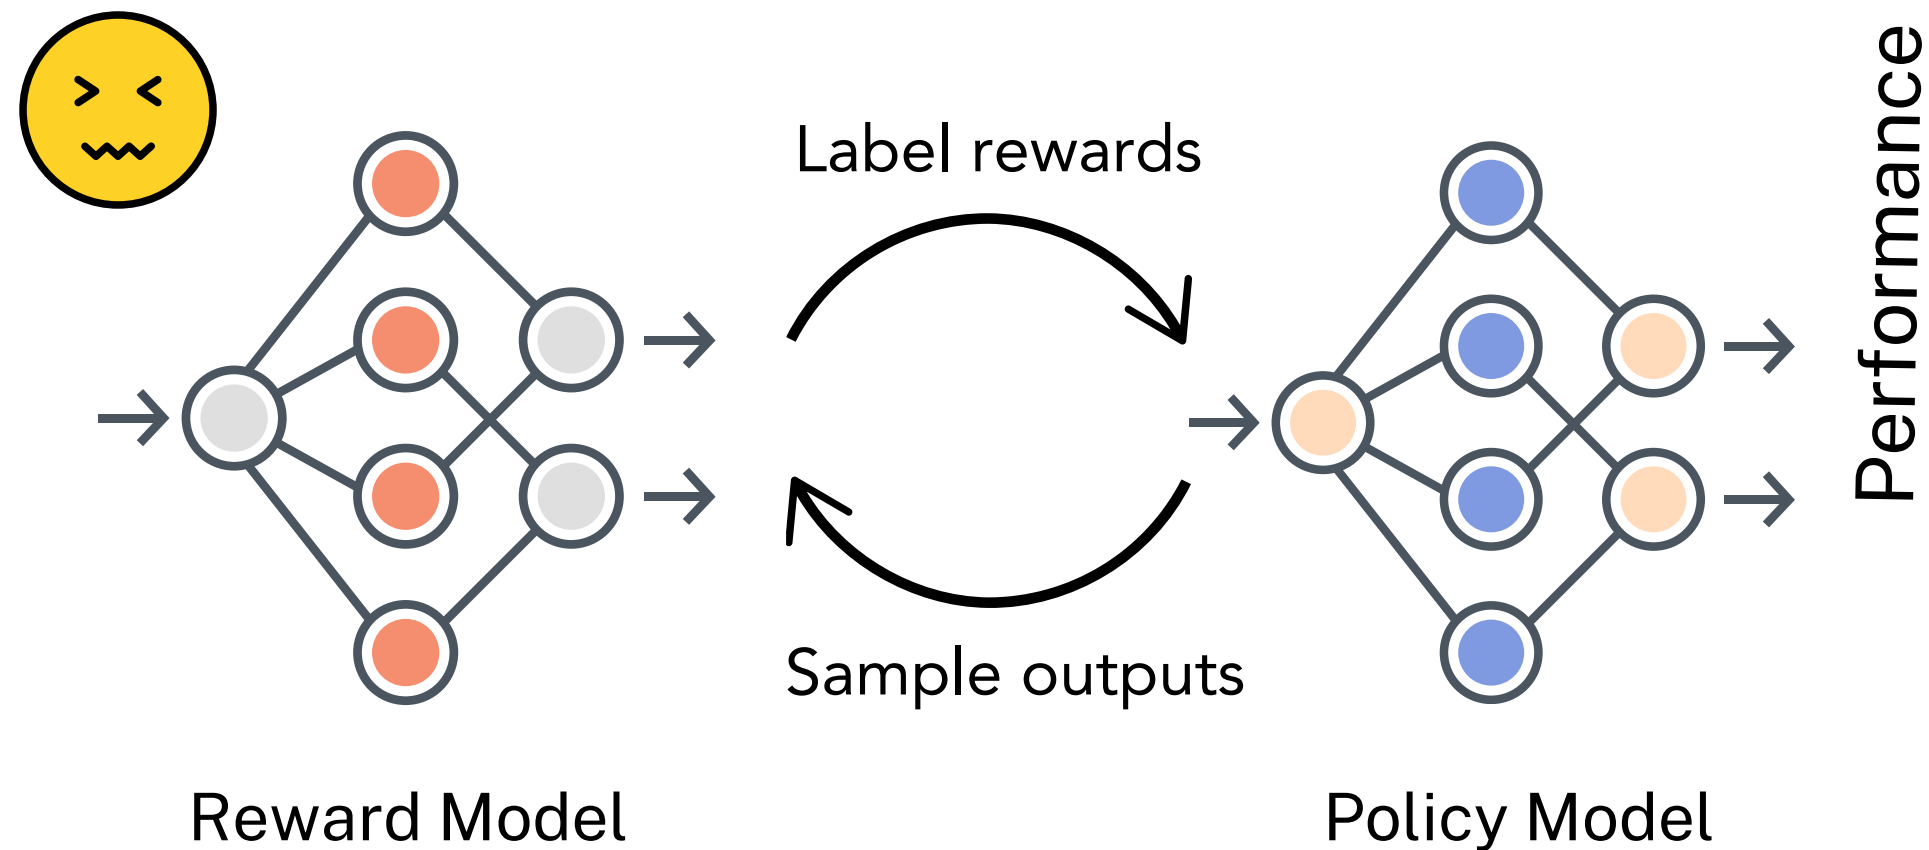 Label rewards
Sample outputs
Reward Model
Policy Model
Performance